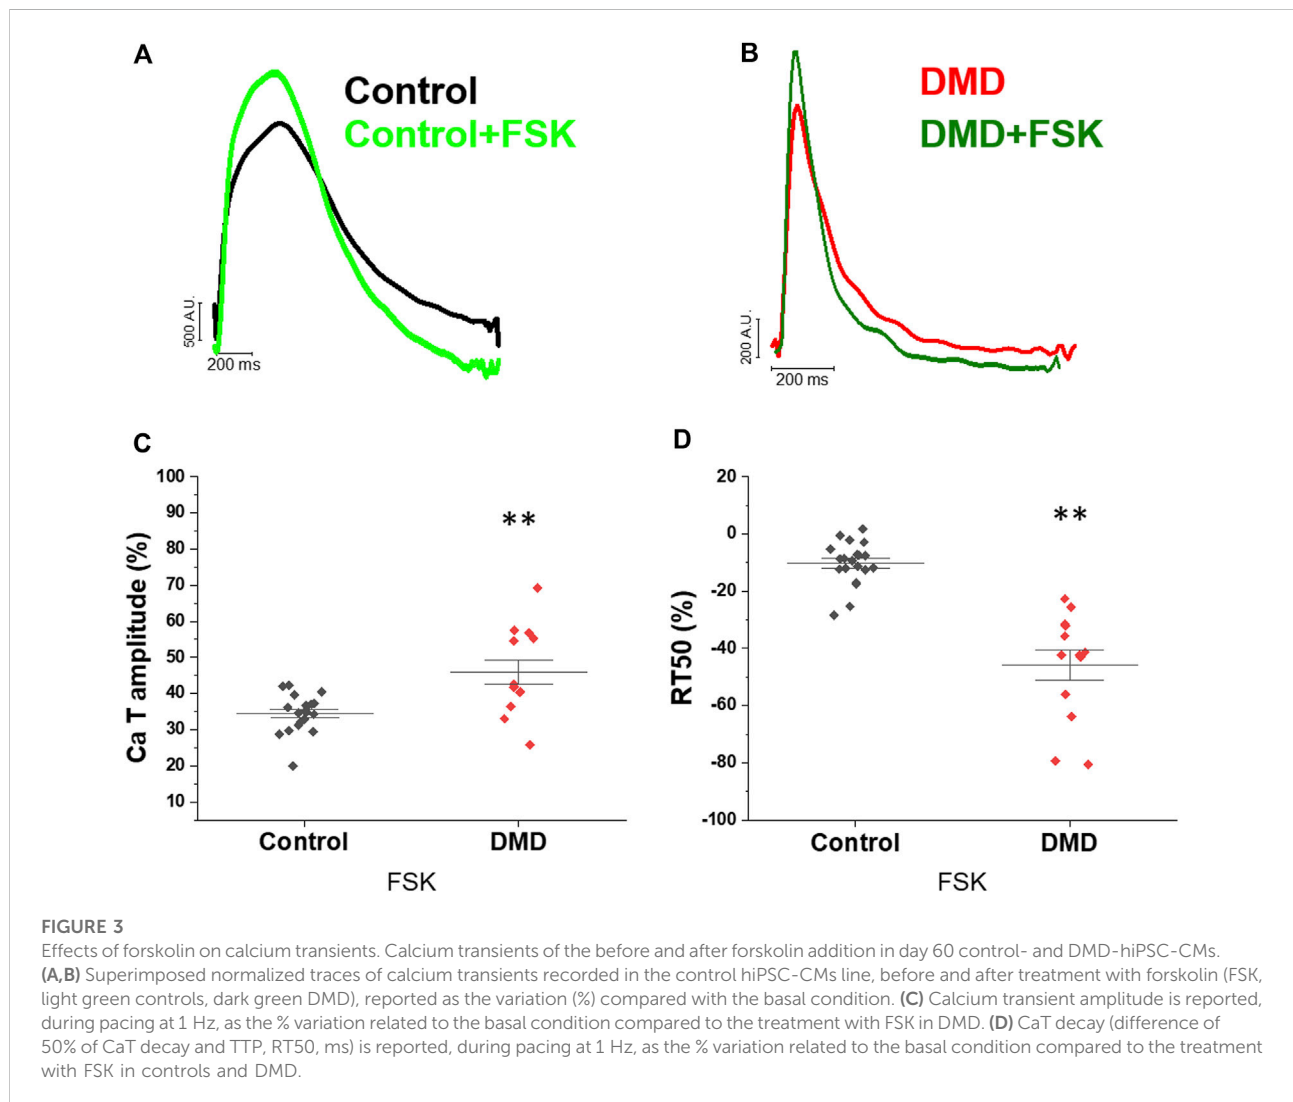 A
Control
Control+FSK
500 A.U.
200 ms
B
DMD
DMD+FSK
200 A.U.
200 ms
C
Ca T amplitude (%)
100
90
80
70
60
50
40
30
20
10
**
Control
DMD
FSK
D
RT50 (%)
20
0
-20
-40
-60
-80
-100
**
Control
DMD
FSK
FIGURE 3
Effects of forskolin on calcium transients. Calcium transients of the before and after forskolin addition in day 60 control- and DMD-hiPSC-CMs.
(A,B) Superimposed normalized traces of calcium transients recorded in the control hiPSC-CMs line, before and after treatment with forskolin (FSK,
light green controls, dark green DMD), reported as the variation (%) compared with the basal condition. (C) Calcium transient amplitude is reported,
during pacing at 1 Hz, as the % variation related to the basal condition compared to the treatment with FSK in DMD. (D) CaT decay (difference of
50% of CaT decay and TTP, RT50, ms) is reported, during pacing at 1 Hz, as the % variation related to the basal condition compared to the treatment
with FSK in controls and DMD.